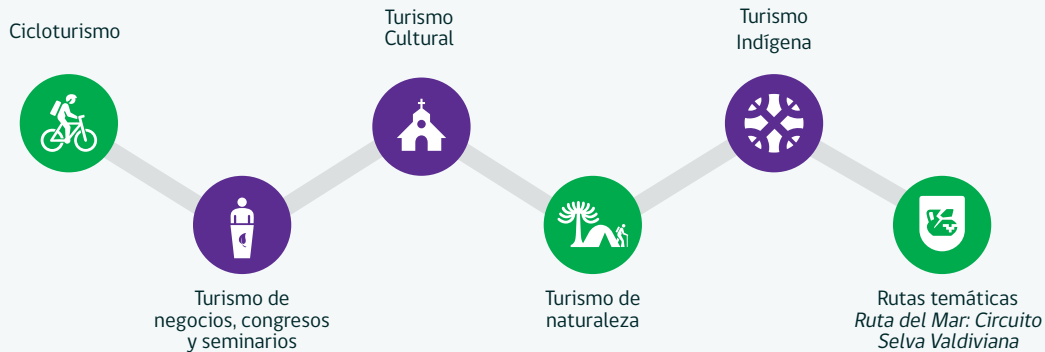 Cicloturismo
Turismo de
negocios, congresos
y seminarios
Turismo
Cultural
Turismo de
naturaleza
Turismo
Indígena
Rutas temáticas
Ruta del Mar: Circuito
Selva Valdiviana